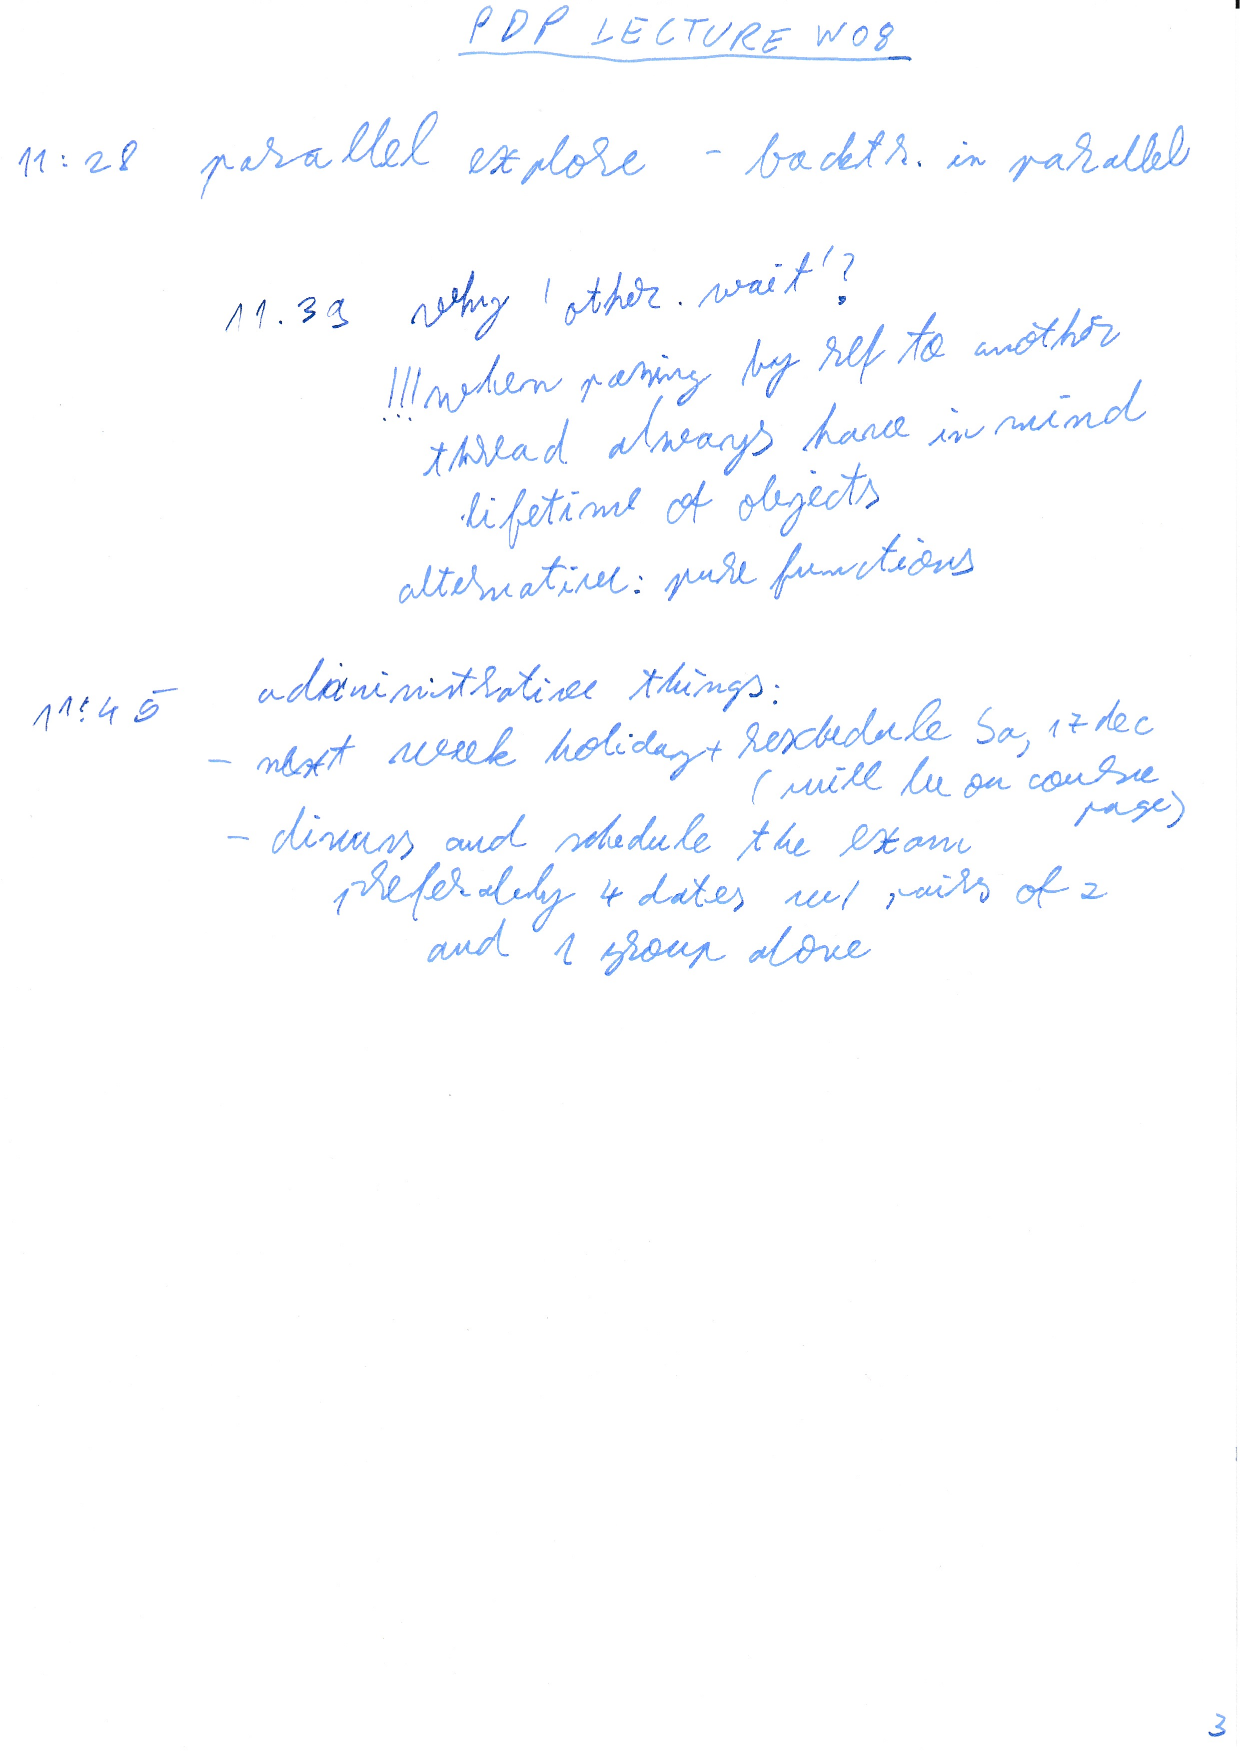 PDP LECTURE W08
11:28 parallel explore - backtr. in parallel
11.39 why 'other.wait'?
!!! when passing by ref to another
thread always have in mind
lifetime of objects
alternative: pure functions
11:45 administrative things:
- next week holiday + reschedule Sa, 17 dec
(will be on course
page)
- discuss and schedule the exam
preferably 4 dates w/ pairs of 2
and 1 group alone
3